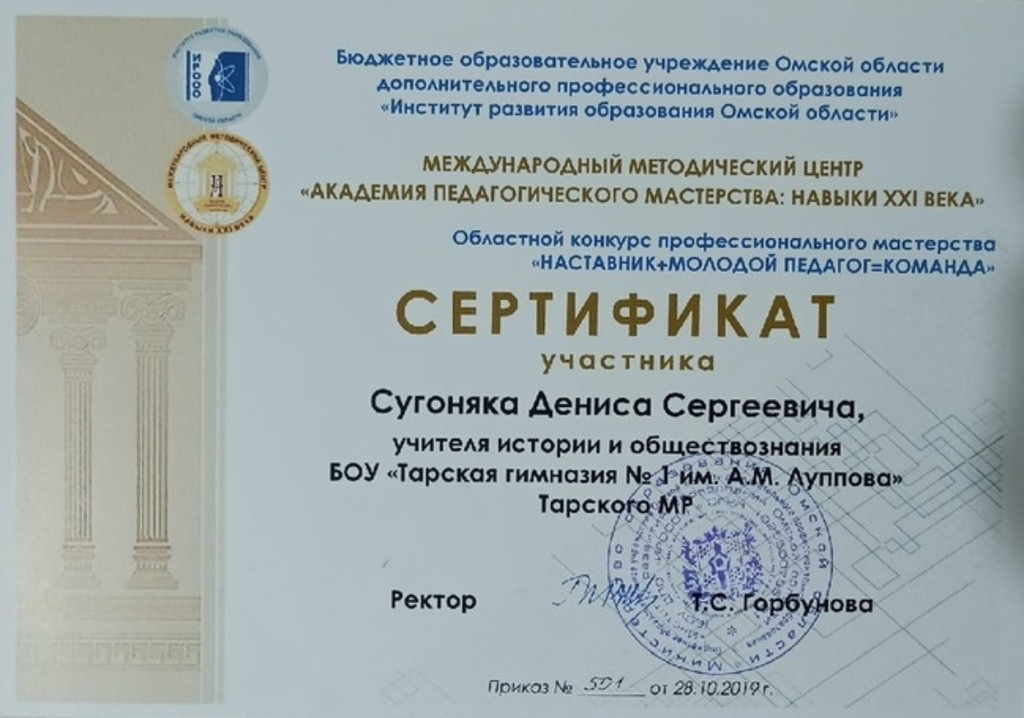 Бюджетное образовательное учреждение Омской области
дополнительного профессионального образования
«Институт развития образования Омской области»
ИРООО
МЕЖДУНАРОДНЫЙ МЕТОДИЧЕСКИЙ ЦЕНТР
«АКАДЕМИЯ ПЕДАГОГИЧЕСКОГО МАСТЕРСТВА: НАВЫКИ XXI ВЕКА»
Областной конкурс профессионального мастерства
«НАСТАВНИК+МОЛОДОЙ ПЕДАГОГ=КОМАНДА»
СЕРТИФИКАТ
участника
Сугоняка Дениса Сергеевича,
учителя истории и обществознания
БОУ «Тарская гимназия № 1 им. А.М. Луппова»
Тарского МР
Ректор Т.С. Горбунова
Приказ № 501 от 28.10.2019 г.